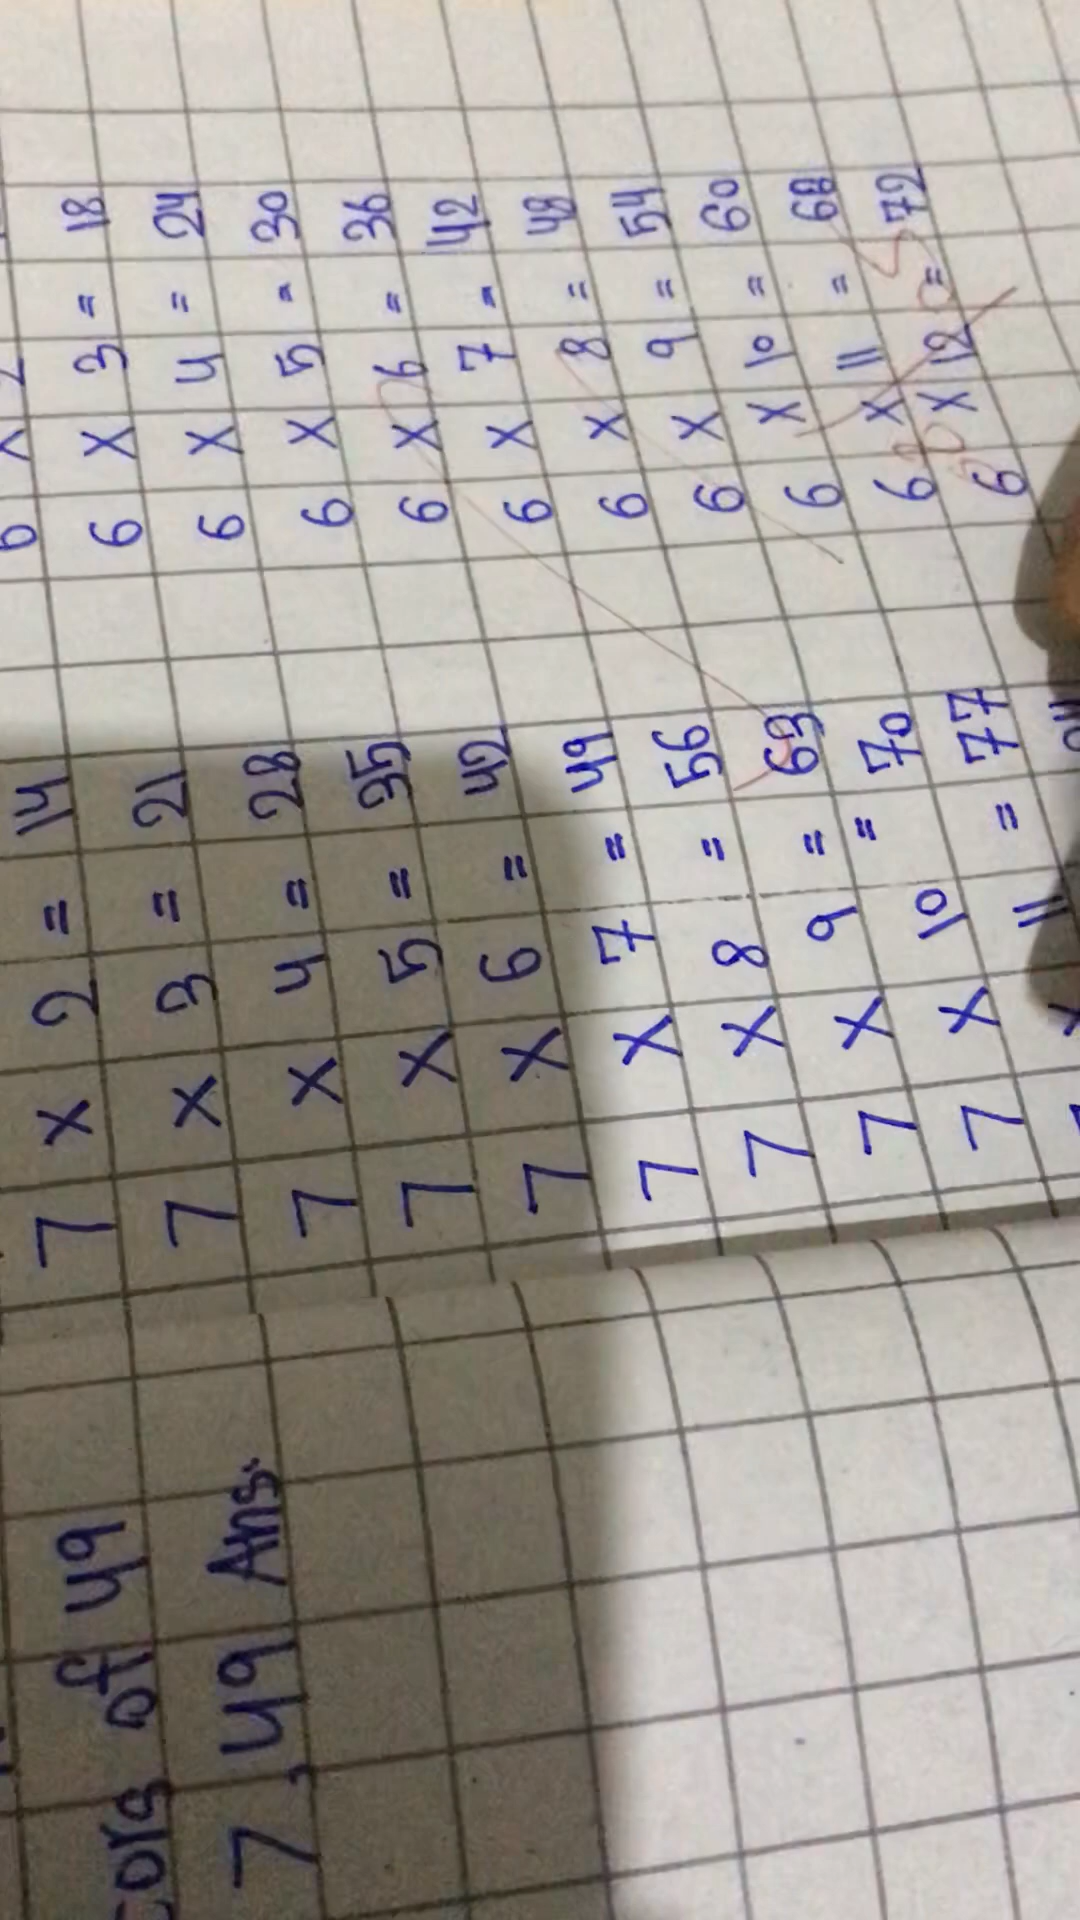 6 x 3 = 18
6 x 4 = 24
6 x 5 = 30
6 x 6 = 36
6 x 7 = 42
6 x 8 = 48
6 x 9 = 54
6 x 10 = 60
6 x 11 = 68
6 x 12 = 72
7 x 2 = 14
7 x 3 = 21
7 x 4 = 28
7 x 5 = 35
7 x 6 = 42
7 x 7 = 49
7 x 8 = 56
7 x 9 = 63
7 x 10 = 70
7 x 11 = 77
of 49
7, 49 Ans.